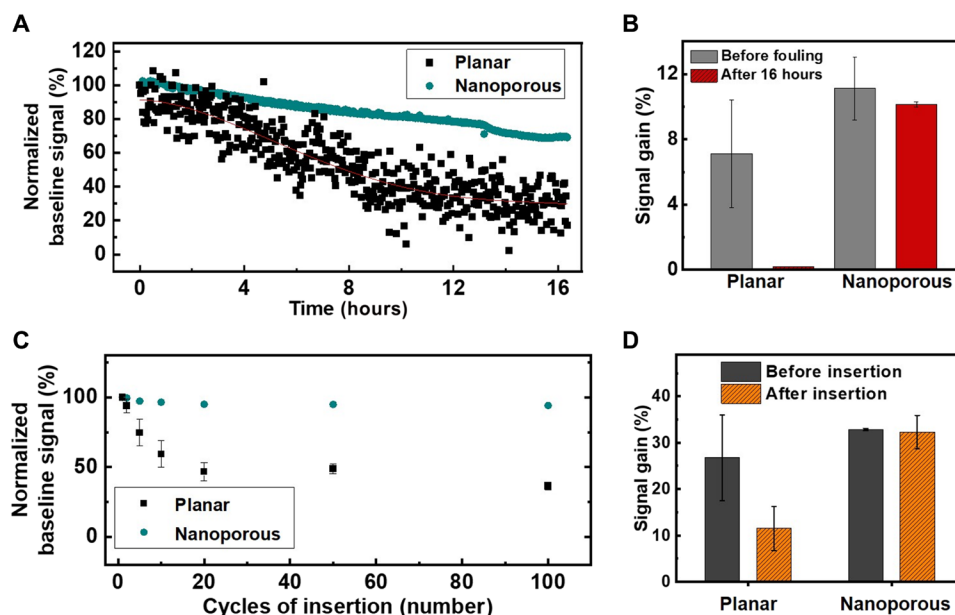 A
Normalized
baseline signal (%)
120
100
80
60
40
20
0
Planar
Nanoporous
0
4
8
12
16
Time (hours)
B
Signal gain (%)
12
8
4
0
Before fouling
After 16 hours
Planar
Nanoporous
C
Normalized
baseline signal (%)
100
50
0
Planar
Nanoporous
0
20
40
60
80
100
Cycles of insertion (number)
D
Signal gain (%)
40
30
20
10
0
Before insertion
After insertion
Planar
Nanoporous